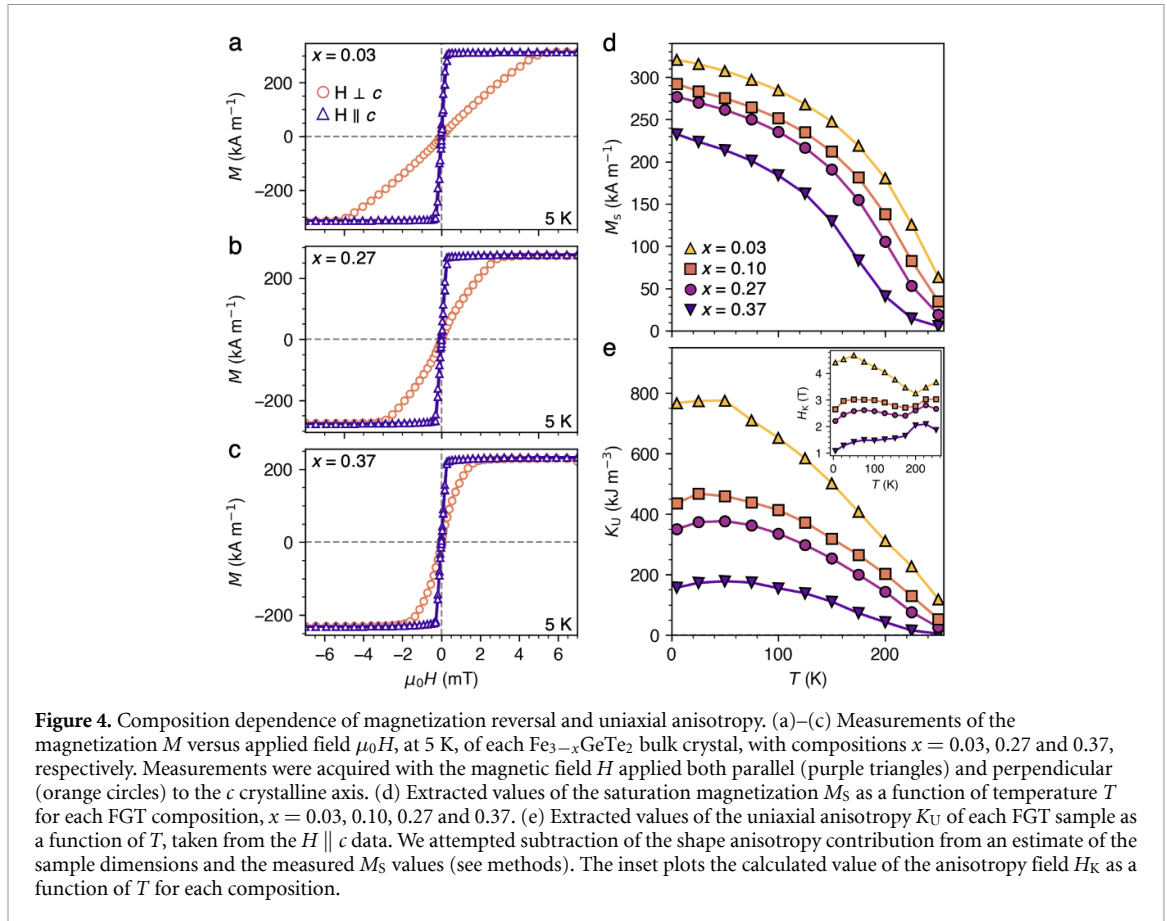 a
x = 0.03
H ⊥ c
H ∥ c
5 K
200
0
−200
M (kA m⁻¹)
b
x = 0.27
5 K
200
0
−200
M (kA m⁻¹)
c
x = 0.37
5 K
200
0
−200
M (kA m⁻¹)
−6 −4 −2 0 2 4 6
μ₀H (mT)
d
300
250
200
150
100
50
0
Mₛ (kA m⁻¹)
x = 0.03
x = 0.10
x = 0.27
x = 0.37
e
800
600
400
200
0
K_U (kJ m⁻³)
4
3
2
1
H_K (T)
0 100 200
T (K)
0 100 200
T (K)
Figure 4. Composition dependence of magnetization reversal and uniaxial anisotropy. (a)–(c) Measurements of the
magnetization M versus applied field μ₀H, at 5 K, of each Fe₃₋ₓGeTe₂ bulk crystal, with compositions x = 0.03, 0.27 and 0.37,
respectively. Measurements were acquired with the magnetic field H applied both parallel (purple triangles) and perpendicular
(orange circles) to the c crystalline axis. (d) Extracted values of the saturation magnetization M_S as a function of temperature T
for each FGT composition, x = 0.03, 0.10, 0.27 and 0.37. (e) Extracted values of the uniaxial anisotropy K_U of each FGT sample as
a function of T, taken from the H ∥ c data. We attempted subtraction of the shape anisotropy contribution from an estimate of the
sample dimensions and the measured M_S values (see methods). The inset plots the calculated value of the anisotropy field H_K as a
function of T for each composition.